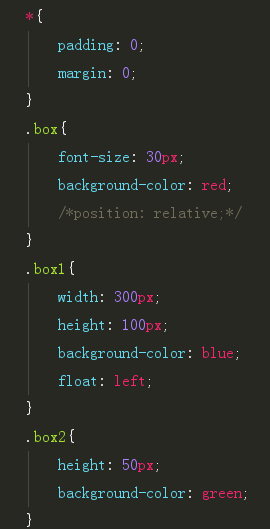 *{
padding: 0;
margin: 0;
}
.box{
font-size: 30px;
background-color: red;
/*position: relative;*/
}
.box1{
width: 300px;
height: 100px;
background-color: blue;
float: left;
}
.box2{
height: 50px;
background-color: green;
}